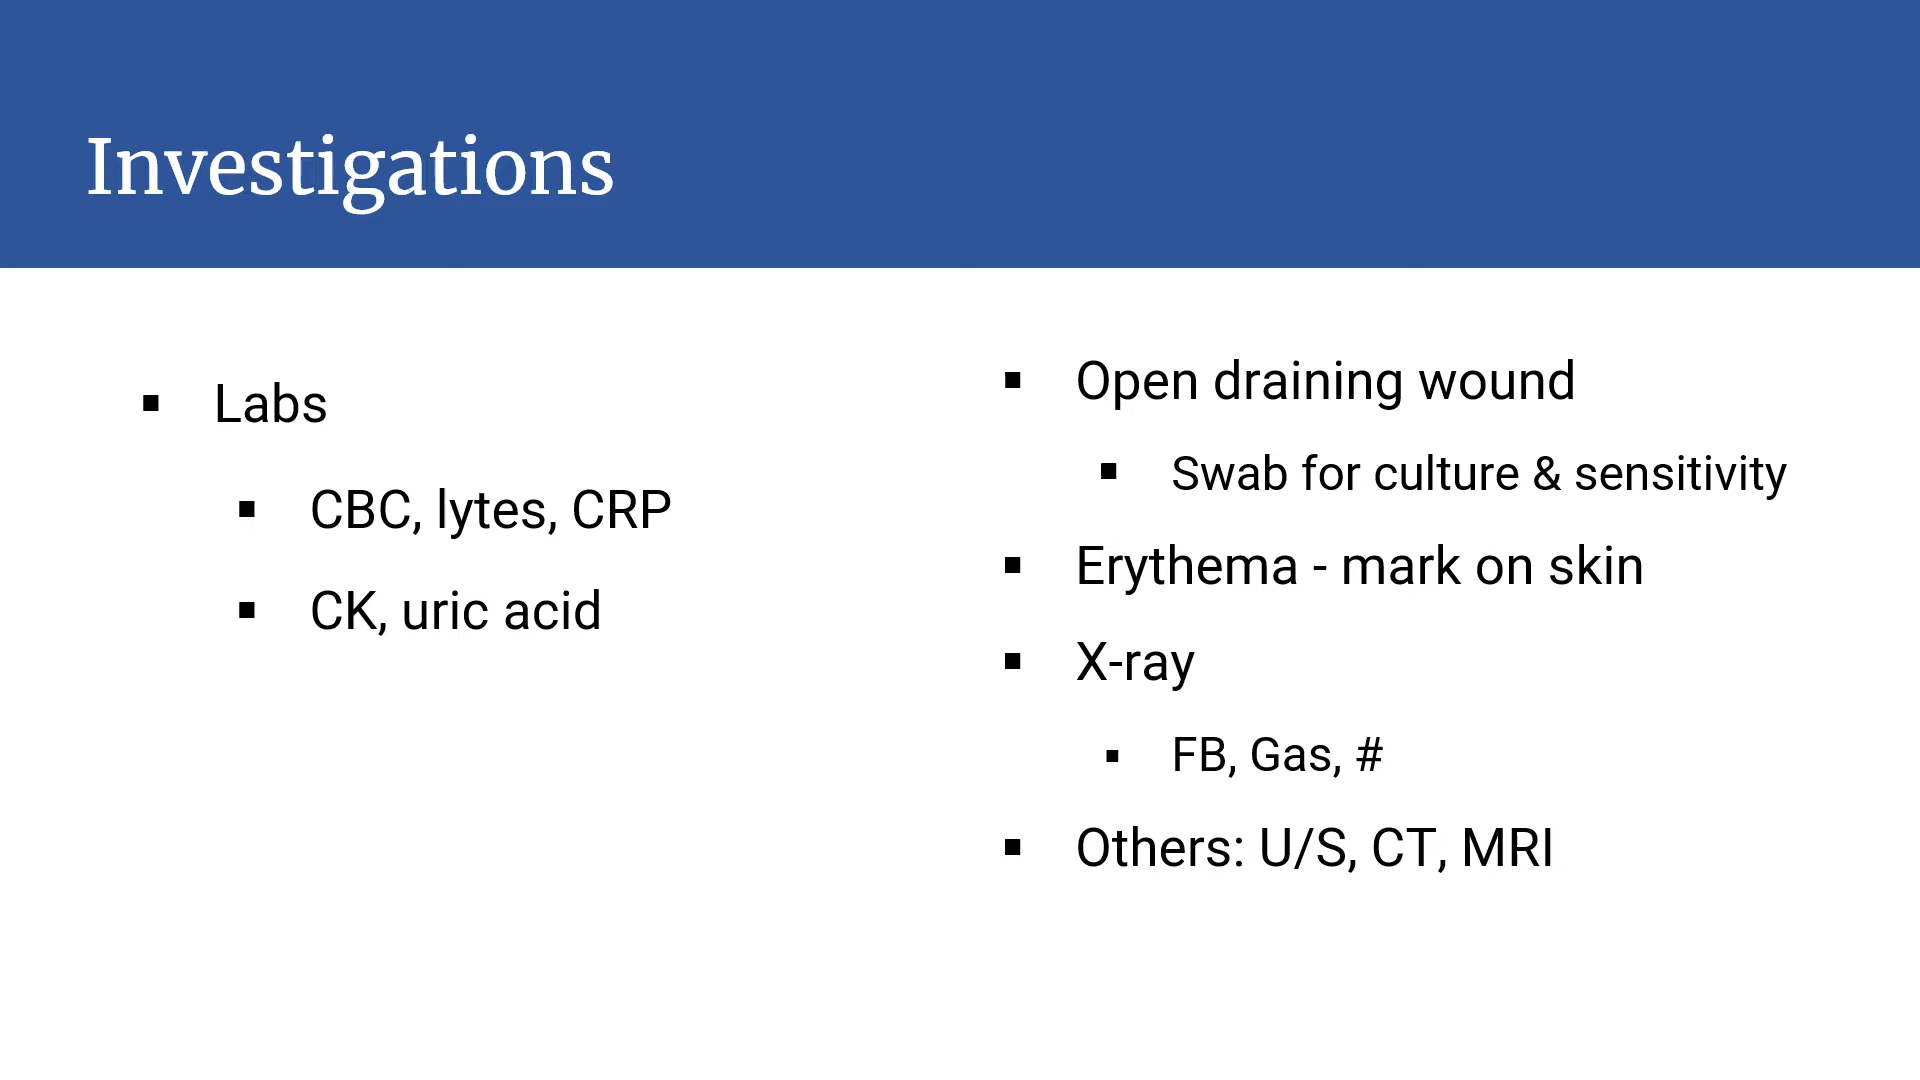 Investigations
Labs
CBC, lytes, CRP
CK, uric acid
Open draining wound
Swab for culture & sensitivity
Erythema - mark on skin
X-ray
FB, Gas, #
Others: U/S, CT, MRI